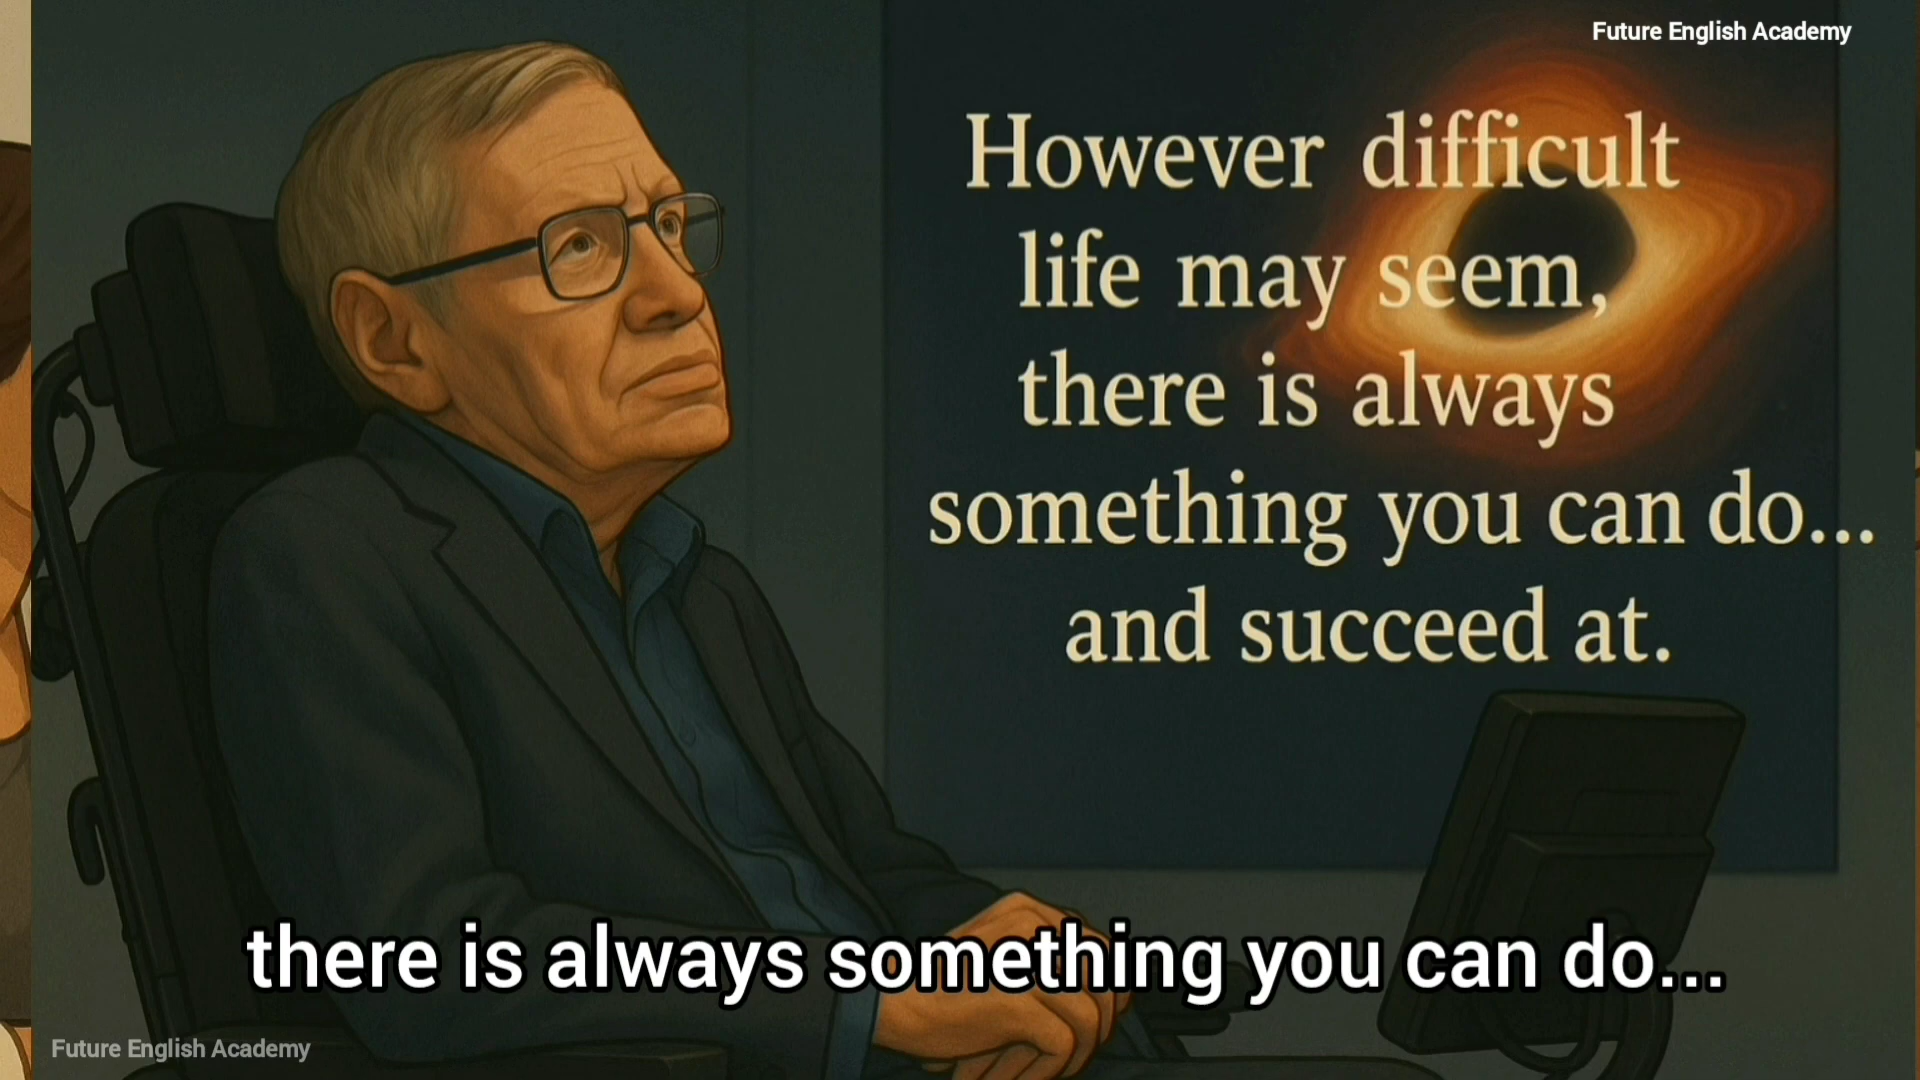 Future English Academy
However difficult
life may seem,
there is always
something you can do...
and succeed at.
there is always something you can do...
Future English Academy